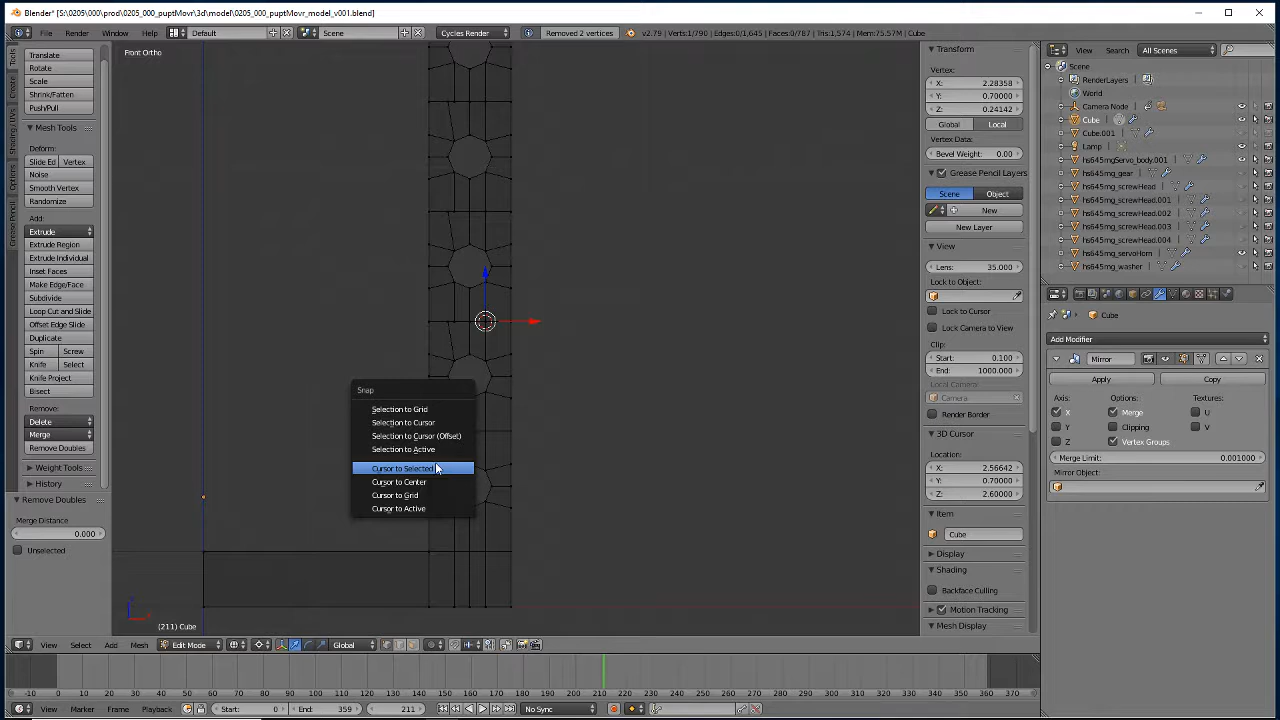 Blender* [S:\0205\000\prod\0205_000_puptMovr\3d\model\0205_000_puptMovr_model_v001.blend]
File Render Window Help Default Scene Cycles Render Removed 2 vertices v2.79 | Verts:1/790 | Edges:0/1,645 | Faces:0/787 | Tris:1,574 | Mem:75.57M | Cube
View Search All Scenes
Tools
Create
Shading / UVs
Options
Grease Pencil
Translate
Rotate
Scale
Shrink/Fatten
Push/Pull
Mesh Tools
Deform:
Slide Ed Vertex
Noise
Smooth Vertex
Randomize
Add:
Extrude
Extrude Region
Extrude Individual
Inset Faces
Make Edge/Face
Subdivide
Loop Cut and Slide
Offset Edge Slide
Duplicate
Spin Screw
Knife Select
Knife Project
Bisect
Remove:
Delete
Merge
Remove Doubles
Weight Tools
History
Remove Doubles
Merge Distance
0.000
Unselected
Front Ortho
Snap
Selection to Grid
Selection to Cursor
Selection to Cursor (Offset)
Selection to Active
Cursor to Selected
Cursor to Center
Cursor to Grid
Cursor to Active
(211) Cube
Transform
Vertex:
X: 2.28358
Y: 0.70000
Z: 0.24142
Global Local
Vertex Data:
Bevel Weight: 0.00
Grease Pencil Layers
Scene Object
New
New Layer
View
Lens: 35.000
Lock to Object:
Lock to Cursor
Lock Camera to View
Clip:
Start: 0.100
End: 1000.000
Local Camera:
Camera
Render Border
3D Cursor
Location:
X: 2.56642
Y: 0.70000
Z: 2.60000
Item
Cube
Display
Shading
Backface Culling
Motion Tracking
Mesh Display
Scene
RenderLayers
World
Camera Node
Cube
Cube.001
Lamp
hs645mgServo_body.001
hs645mg_gear
hs645mg_screwHead
hs645mg_screwHead.001
hs645mg_screwHead.002
hs645mg_screwHead.003
hs645mg_screwHead.004
hs645mg_servoHorn
hs645mg_washer
Cube
Add Modifier
Mirror
Apply Copy
Axis: Options: Textures:
X Merge U
Y Clipping V
Z Vertex Groups
Merge Limit: 0.001000
Mirror Object:
View Select Add Mesh Edit Mode Global
-10 0 10 20 30 40 50 60 70 80 90 100 110 120 130 140 150 160 170 180 190 200 210 220 230 240 250 260 270 280 290 300 310 320 330 340 350 360 370
View Marker Frame Playback Start: 0 End: 359 211 No Sync